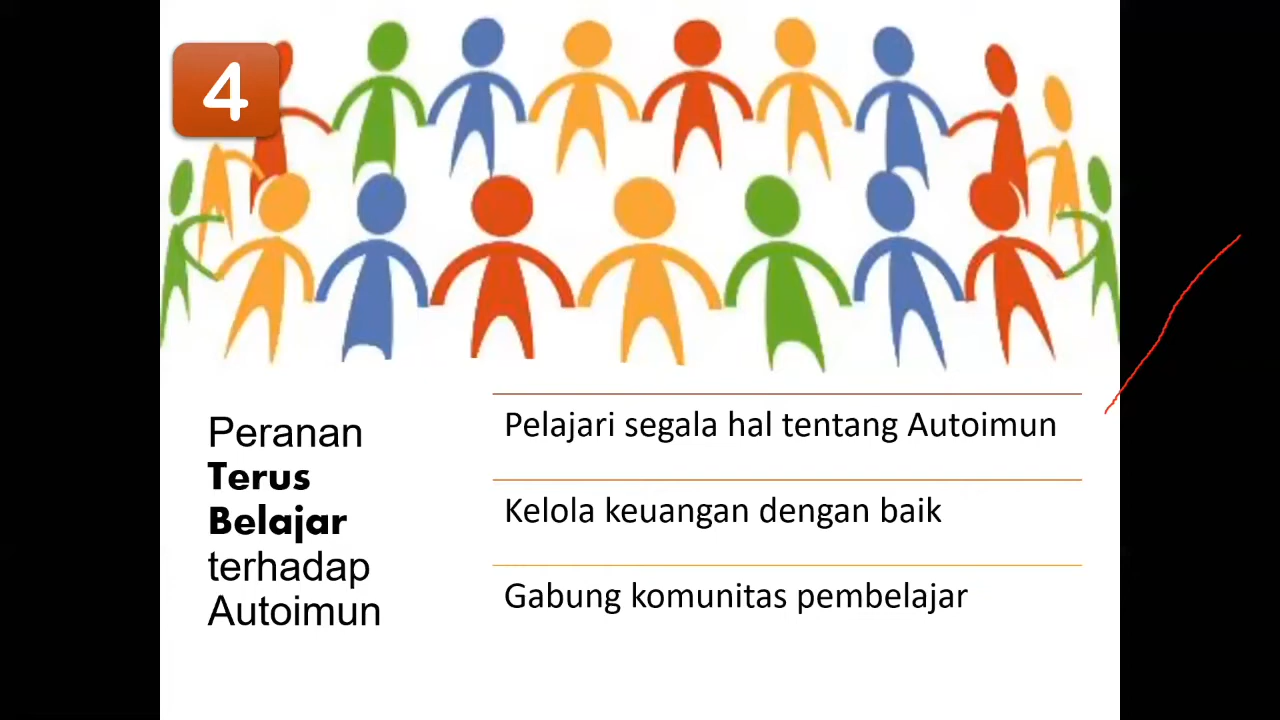 4
Peranan
Terus
Belajar
terhadap
Autoimun
Pelajari segala hal tentang Autoimun
Kelola keuangan dengan baik
Gabung komunitas pembelajar